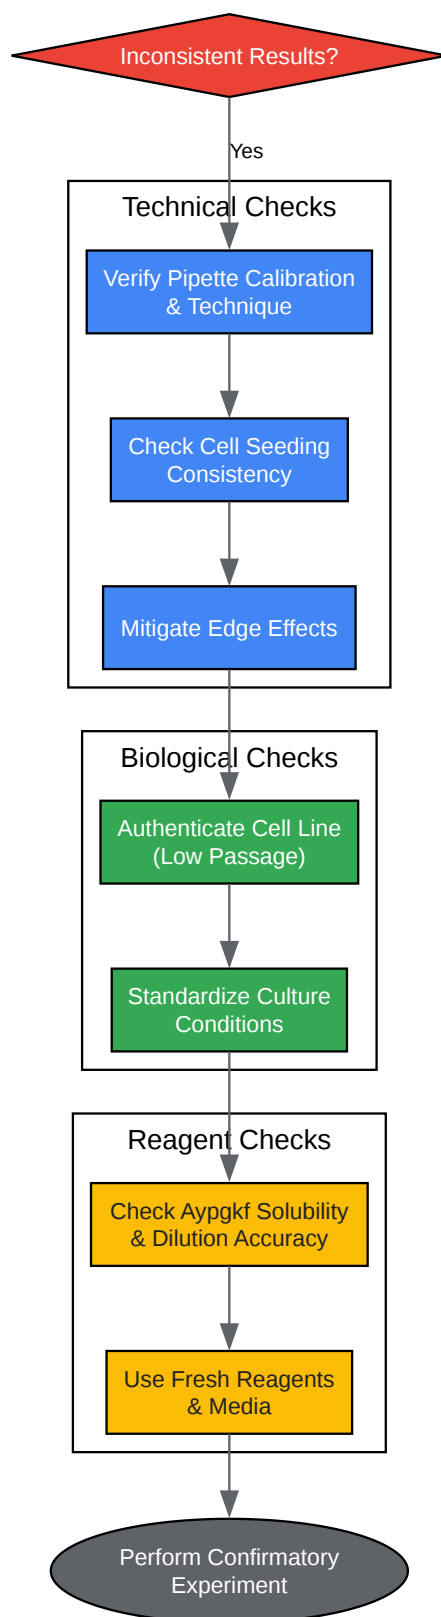 Inconsistent Results?
Yes
Technical Checks
Verify Pipette Calibration
& Technique
Check Cell Seeding
Consistency
Mitigate Edge Effects
Biological Checks
Authenticate Cell Line
(Low Passage)
Standardize Culture
Conditions
Reagent Checks
Check Aypgkf Solubility
& Dilution Accuracy
Use Fresh Reagents
& Media
Perform Confirmatory
Experiment